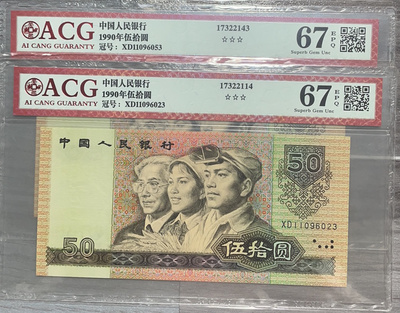 ACG
AI CANG GUARANTY
中国人民银行
1990年伍拾圆
冠号：XD11096053
17322143
☆☆☆
67 EPQ
Superb Gem Unc
ACG
AI CANG GUARANTY
中国人民银行
1990年伍拾圆
冠号：XD11096023
17322114
☆☆☆
67 EPQ
Superb Gem Unc
中国人民银行
50
XD11096023
50
伍拾圆